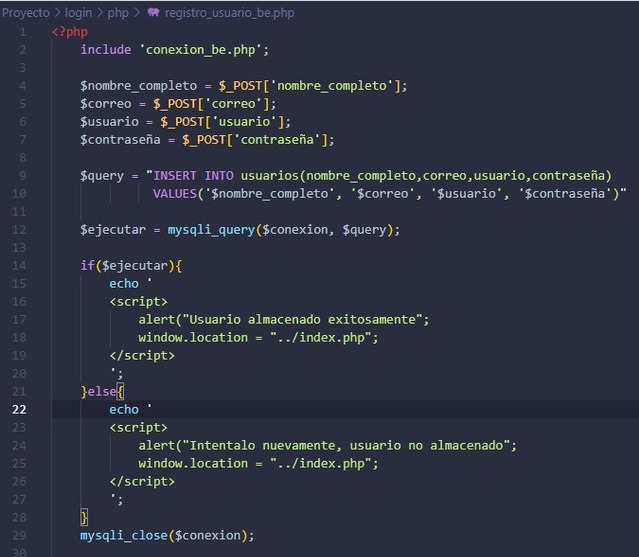 Proyecto > login > php > registro_usuario_be.php
1 <?php
2 include 'conexion_be.php';
3
4 $nombre_completo = $_POST['nombre_completo'];
5 $correo = $_POST['correo'];
6 $usuario = $_POST['usuario'];
7 $contraseña = $_POST['contraseña'];
8
9 $query = "INSERT INTO usuarios(nombre_completo,correo,usuario,contraseña)
10 VALUES('$nombre_completo', '$correo', '$usuario', '$contraseña')"
11
12 $ejecutar = mysqli_query($conexion, $query);
13
14 if($ejecutar){
15 echo '
16 <script>
17 alert("Usuario almacenado exitosamente";
18 window.location = "../index.php";
19 </script>
20 ';
21 }else{
22 echo '
23 <script>
24 alert("Intentalo nuevamente, usuario no almacenado";
25 window.location = "../index.php";
26 </script>
27 ';
28 }
29 mysqli_close($conexion);
30